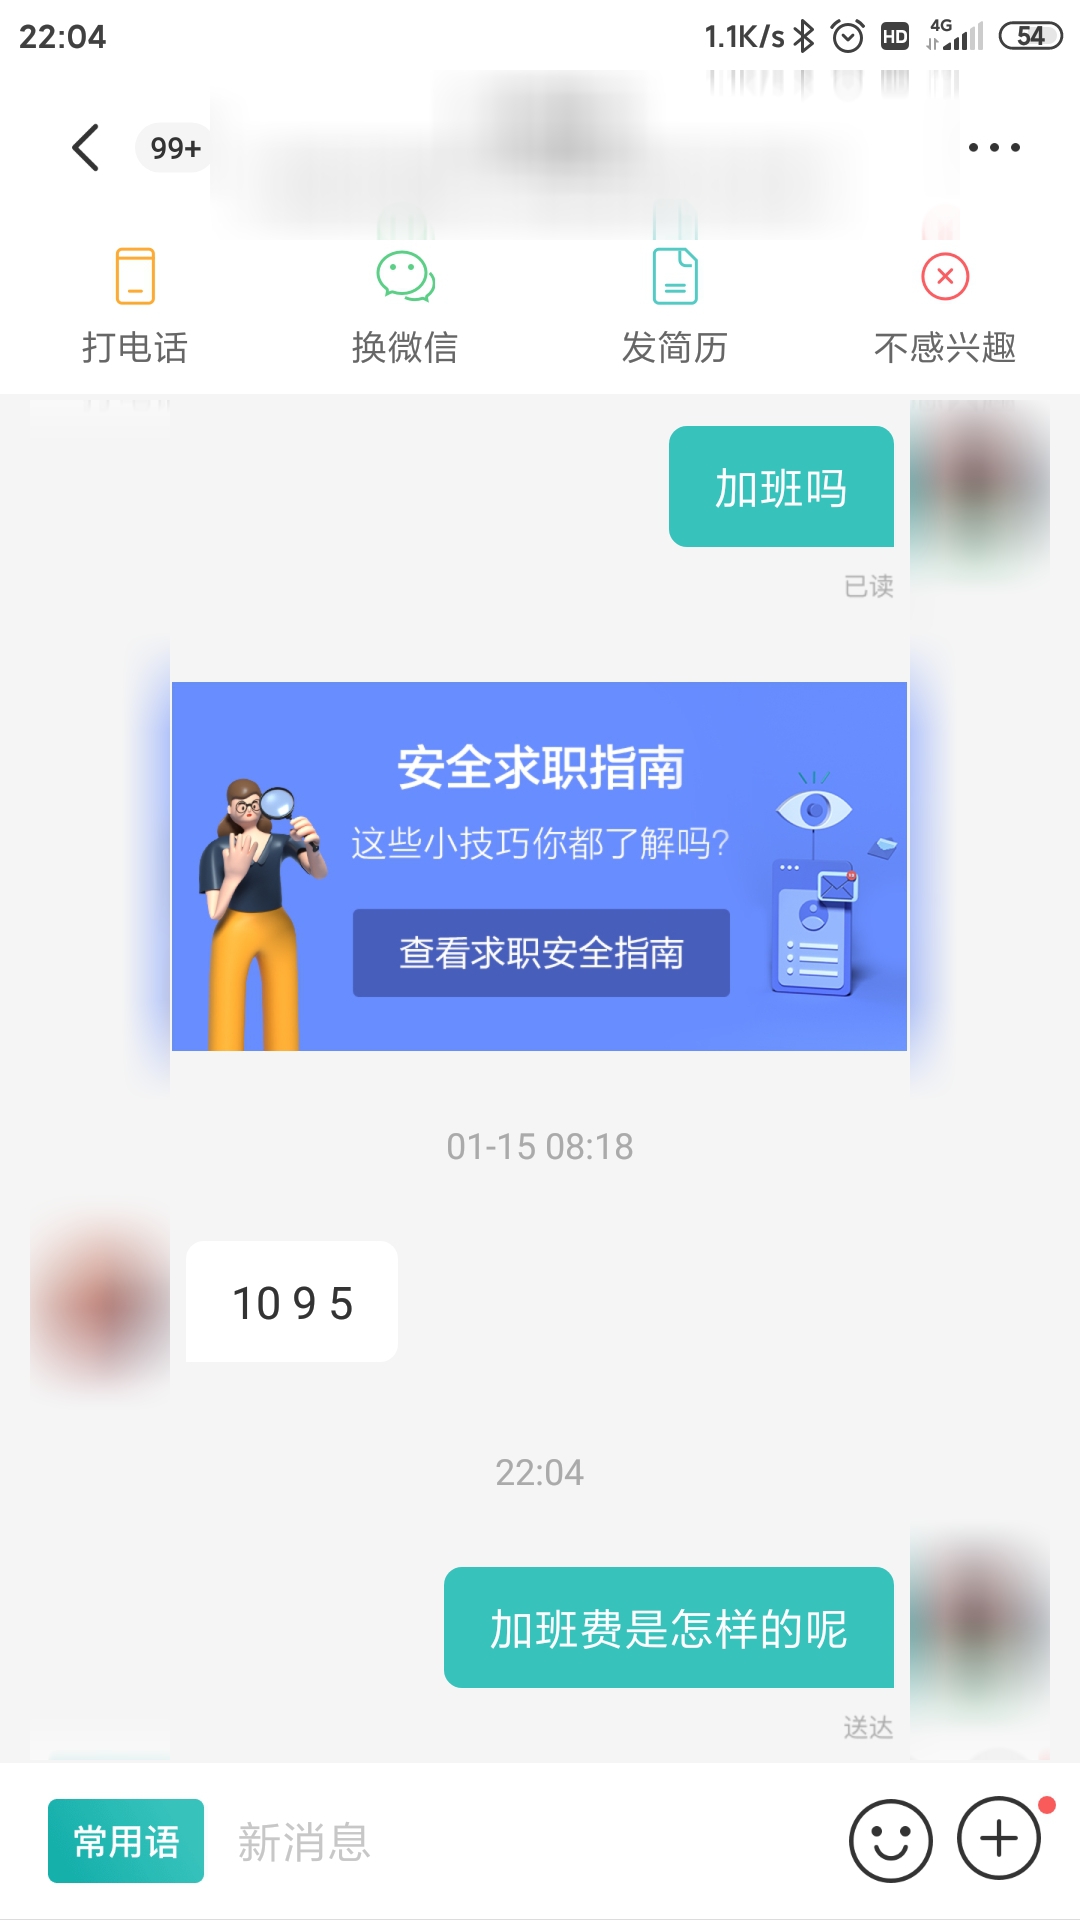 22:04
1.1K/s HD 4G 54
99+
打电话
换微信
发简历
不感兴趣
加班吗
已读
安全求职指南
这些小技巧你都了解吗?
查看求职安全指南
01-15 08:18
10 9 5
22:04
加班费是怎样的呢
送达
常用语
新消息